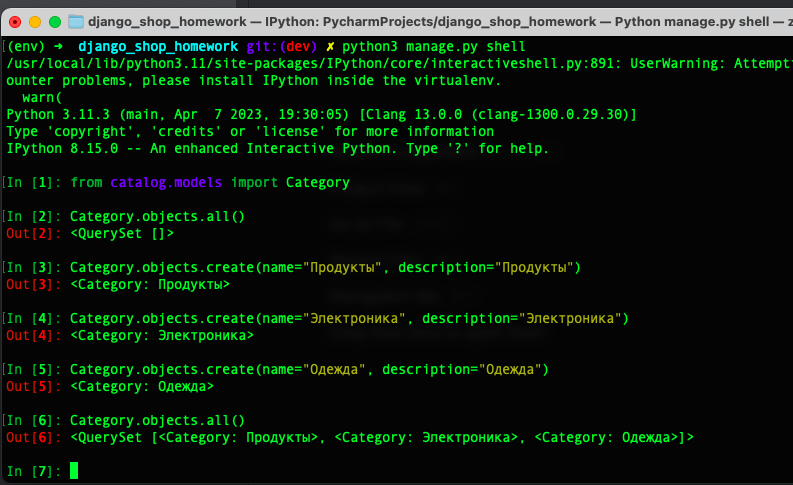 django_shop_homework — IPython: PycharmProjects/django_shop_homework — Python manage.py shell — z
(env) ➜ django_shop_homework git:(dev) ✗ python3 manage.py shell
/usr/local/lib/python3.11/site-packages/IPython/core/interactiveshell.py:891: UserWarning: Attempti
ounter problems, please install IPython inside the virtualenv.
warn(
Python 3.11.3 (main, Apr  7 2023, 19:30:05) [Clang 13.0.0 (clang-1300.0.29.30)]
Type 'copyright', 'credits' or 'license' for more information
IPython 8.15.0 -- An enhanced Interactive Python. Type '?' for help.
In [1]: from catalog.models import Category
In [2]: Category.objects.all()
Out[2]: <QuerySet []>
In [3]: Category.objects.create(name="Продукты", description="Продукты")
Out[3]: <Category: Продукты>
In [4]: Category.objects.create(name="Электроника", description="Электроника")
Out[4]: <Category: Электроника>
In [5]: Category.objects.create(name="Одежда", description="Одежда")
Out[5]: <Category: Одежда>
In [6]: Category.objects.all()
Out[6]: <QuerySet [<Category: Продукты>, <Category: Электроника>, <Category: Одежда>]>
In [7]: